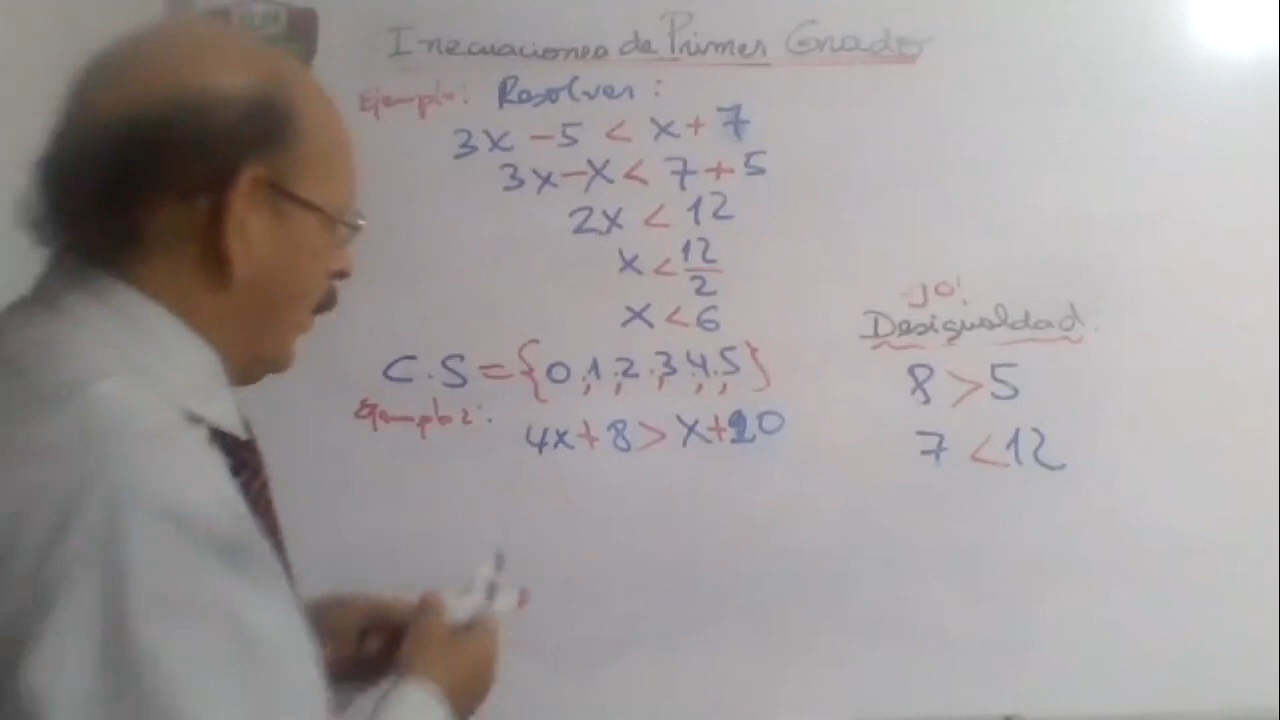 Inecuaciones de Primer Grado
Ejemplo: Resolver:
3x - 5 < x + 7
3x - x < 7 + 5
2x < 12
x < 12/2
x < 6
C.S = {0,1,2,3,4,5}
Ejemplo 2:
4x + 8 > x + 20
Desigualdad.
8 > 5
7 < 12